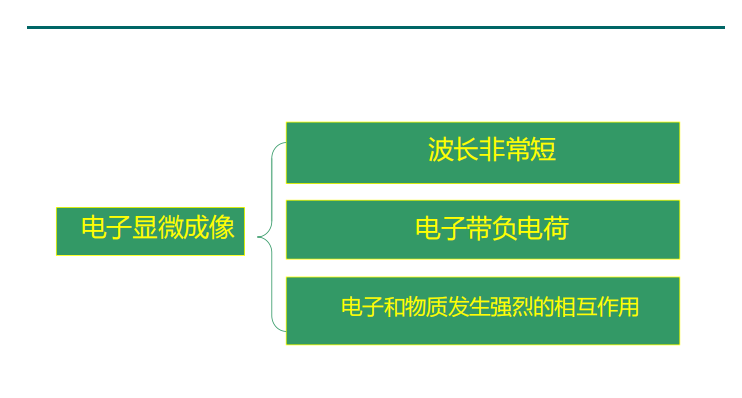 波长非常短
电子显微成像
电子带负电荷
电子和物质发生强烈的相互作用